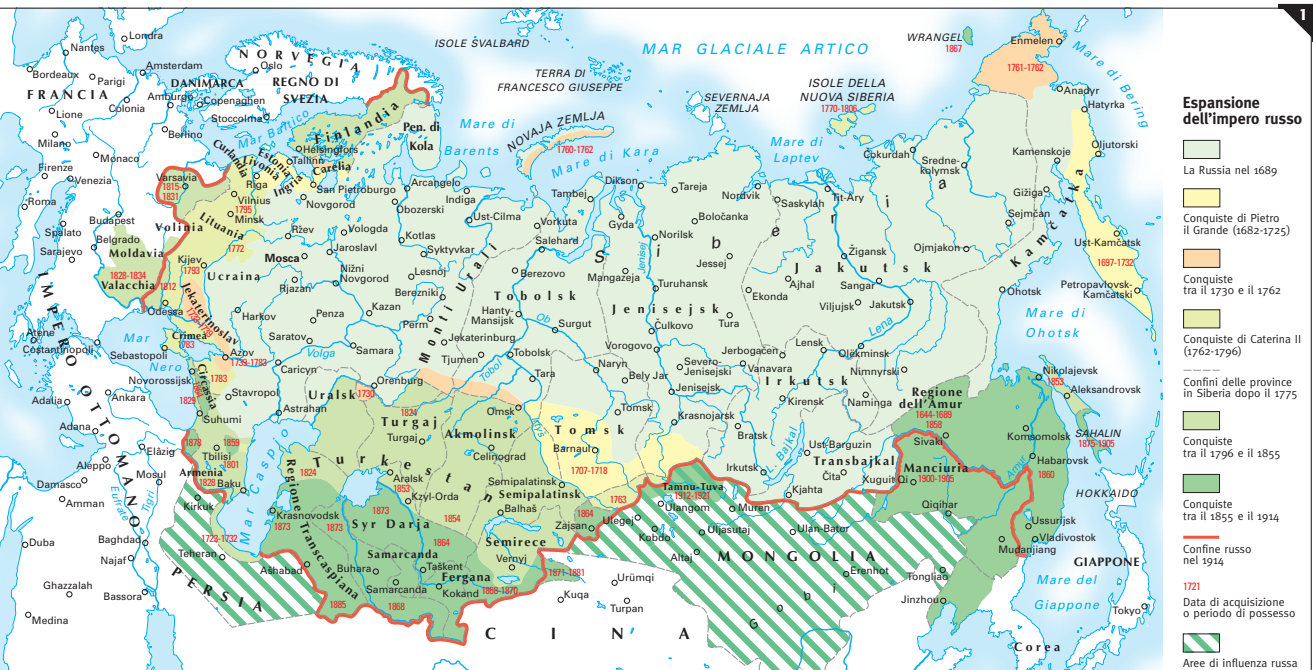 1
Londra
Nantes
Amsterdam
Bordeaux
Parigi
FRANCIA
Colonia
Lione
Milano
Monaco
Firenze
Venezia
Roma
Spalato
Sarajevo
Budapest
Belgrado
NORVEGIA
Oslo
DANIMARCA
REGNO DI
SVEZIA
Amburgo
Copenaghen
Stoccolma
Berlino
Mar Baltico
ISOLE SVALBARD
MAR GLACIALE ARTICO
TERRA DI
FRANCESCO GIUSEPPE
SEVERNAJA
ZEMLJA
ISOLE DELLA
NUOVA SIBERIA
1770-1806
WRANGEL
1867
Enmelen
1761-1762
Mare di Bering
Anadyr
Hatyrka
Finlandia
Helsingfors
Pen. di
Kola
Mare di
Barents
NOVAJA ZEMLJA
1760-1762
Mare di Kara
Mare di
Laptev
Curlandia
Estonia
Tallinn
Livonia
Ingria
Carelia
Riga
San Pietroburgo
Novgorod
Varsavia
1815-
1831
Vilnius
1795
Minsk
Lituania
1772
Volinia
Moldavia
1828-1834
Valacchia
1812
Kijev
1793
Ucraina
Odessa
Jekaterinoslav
Crimea
1783
Sebastopoli
Azov
1739-1783
1783
Novorossijsk
Circassia
1829
Stavropol
Suhumi
Mar
Nero
Arcangelo
Obozerski
Indiga
Ust-Cilma
Ržev
Vologda
Kotlas
Syktyvkar
Mosca
Jaroslavl
Nižni
Novgorod
Rjazan
Lesnoj
Berezniki
Kazan
Perm
Harkov
Penza
Saratov
Samara
Volga
Caricyn
Astrahan
Orenburg
Monti Urali
Vorkuta
Salehard
Berezovo
Tobolsk
Hanty-
Mansijsk
Ob
Surgut
Jekaterinburg
Tjumen
Tobolsk
Tobol
Tara
Tambej
Dikson
Gyda
Tareja
Norilsk
Mangazeja
Jenisej
Turuhansk
Siberia
Nordvik
Boločanka
Jessej
Saskylah
Tit-Ary
Čokurdah
Sredne-
kolymsk
Kamenskoje
Oljutorski
Gižiga
Sejmčan
Kamčatka
Ust-Kamčatsk
1697-1732
Petropavlovsk-
Kamčatski
Žigansk
Ojmjakon
Jakutsk
Ajhal
Sangar
Ekonda
Viljujsk
Jakutsk
Ohotsk
Mare di
Ohotsk
Jenisejsk
Čulkovo
Tura
Vorogovo
Jerbogačen
Lensk
Lena
Olëkminsk
Naryn
Bely Jar
Severo-
Jenisejski
Vanavara
Nimnyrski
Jenisejsk
Irkutsk
Kirensk
Naminga
Tomsk
Krasnojarsk
Bratsk
Irkutsk
L. Bajkal
Ust-Barguzin
Transbajkal
Čita
Kjahta
Xuguit Qi
Regione
dell'Amur
1644-1689
1858
Sivaki
Nikolajevsk
1853
Aleksandrovsk
SAHALIN
1875-1905
Komsomolsk
Habarovsk
Amur
1860
Manciuria
1900-1905
Qiqihar
Ussurijsk
Vladivostok
Mudanjiang
HOKKAIDO
GIAPPONE
Mare del
Giappone
Tokyo
Corea
Tongliao
Jinzhou
Uralsk
1730
1824
Turgaj
Turgaj
Akmolinsk
Omsk
Tomsk
Barnaul
1707-1718
Celinograd
Semipalatinsk
Semipalatinsk
1763
Turkestan
1824
Aralsk
1853
Kzyl-Orda
1854
Balhaš
1864
Zajsan
Krasnovodsk
1873
1873
1873
Syr Darja
1864
Semirece
Vernyj
Regione Transcaspiana
Samarcanda
Taškent
Buhara
Samarcanda
Fergana
Kokand
1868-1870
1871-1881
Ašhabad
1885
1868
Tamnu-Tuva
1912-1921
Ulegej
Ulangom
Muren
Kobdo
Uljasutaj
Ulan-Bator
Altaj
MONGOLIA
Erenhot
Gobi
Urümqi
Kuqa
Turpan
CINA
IMPERO OTTOMANO
Atene
Costantinopoli
Ankara
Adalia
Adana
Elâzig
Aleppo
Mosul
Damasco
Amman
Eufrate
Tigri
Baghdad
Duba
Najaf
Ghazzalah
Bassora
Medina
Kirkuk
1878
1859
Tbilisi
1801
Armenia
1828
Baku
Mar Caspio
1723-1732
Teheran
PERSIA
Espansione
dell'impero russo
La Russia nel 1689
Conquiste di Pietro
il Grande (1682-1725)
Conquiste
tra il 1730 e il 1762
Conquiste di Caterina II
(1762-1796)
Confini delle province
in Siberia dopo il 1775
Conquiste
tra il 1796 e il 1855
Conquiste
tra il 1855 e il 1914
Confine russo
nel 1914
1721
Data di acquisizione
o periodo di possesso
Aree di influenza russa